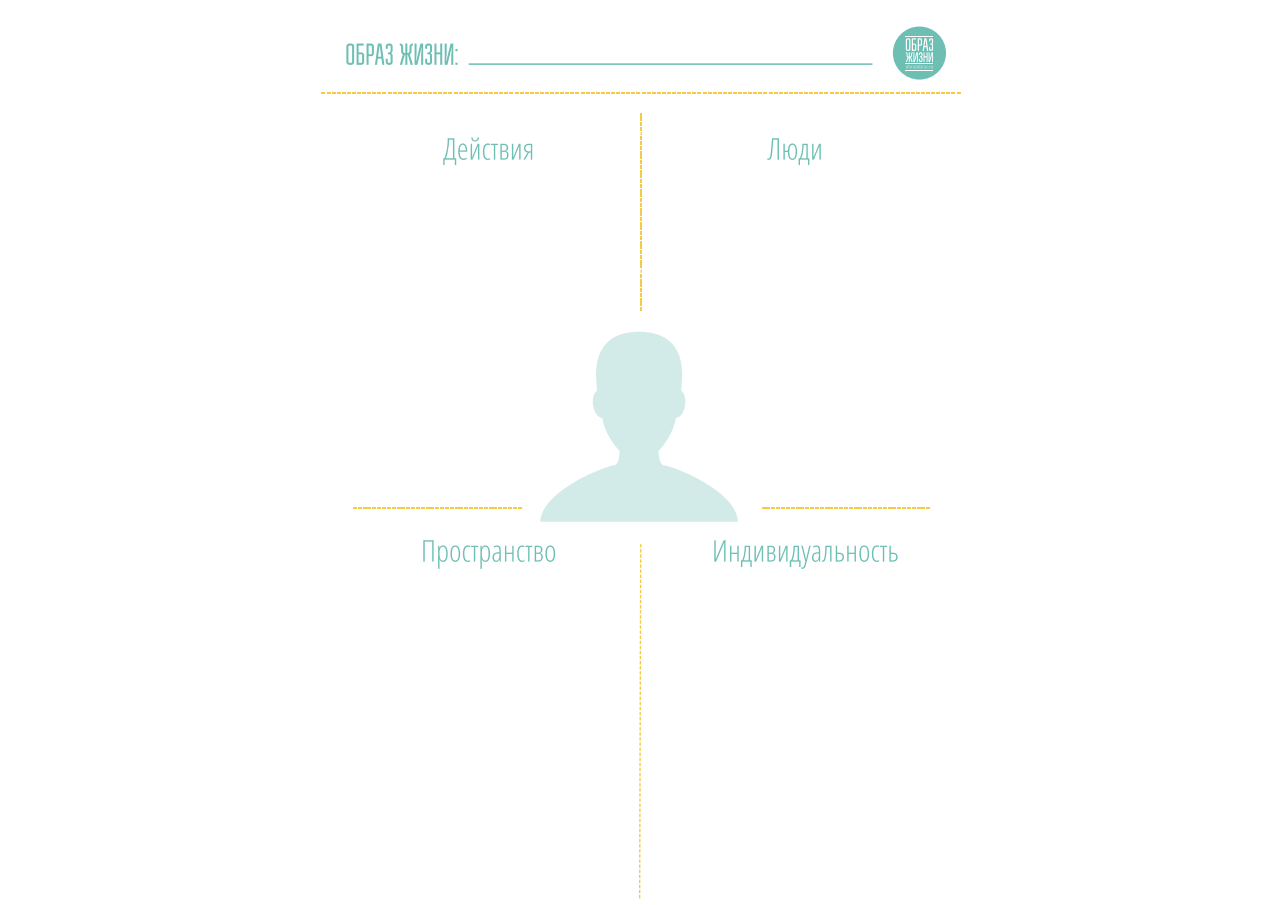 ОБРАЗ ЖИЗНИ:
ОБРАЗ
ЖИЗНИ
Действия
Люди
Пространство
Индивидуальность